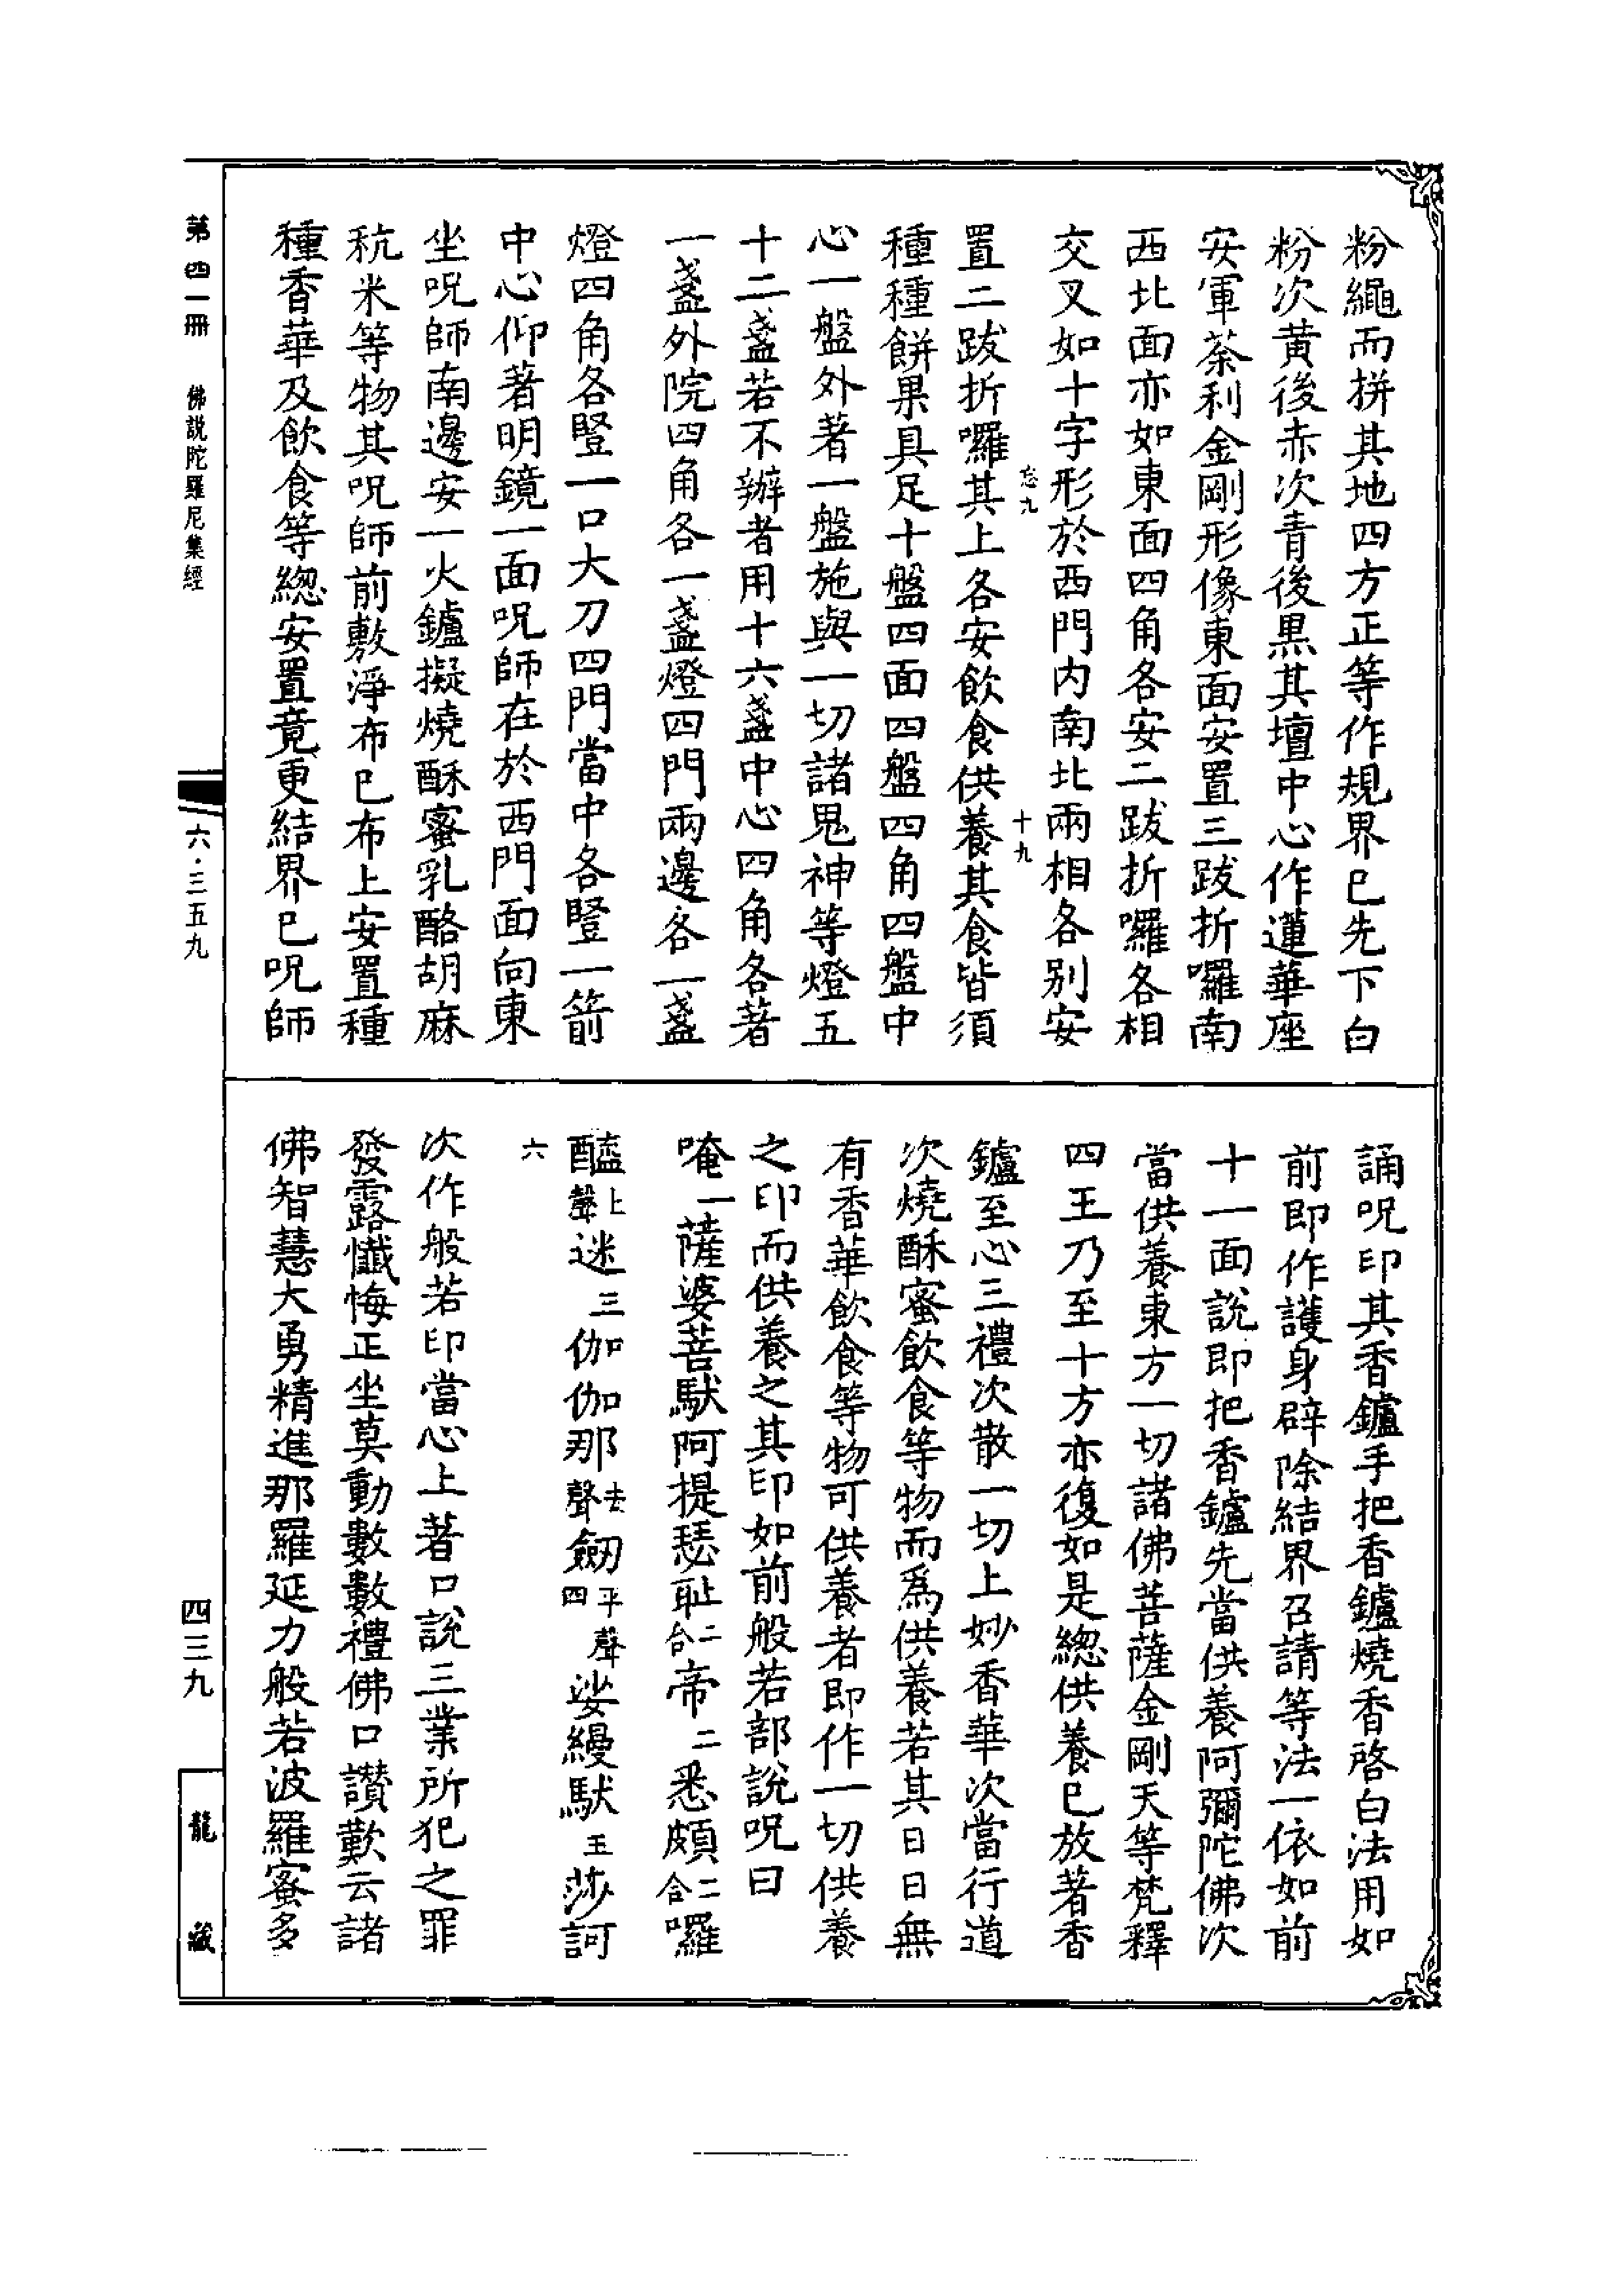 粉繩而拼其地四方正等作規界已先下白
粉次黃後赤次青後黑其壇中心作蓮華座
安軍荼利金剛形像東面安置三跋折囉南
西北面亦如東面四角各安二跋折囉各相
交叉如十字形於西門內南北兩相各別安
忘九
十九
置二跋折囉其上各安飲食供養其食皆須
種種餅果具足十盤四面四盤四角四盤中
心一盤外著一盤施與一切諸鬼神等燈五
十二盞若不辦者用十六盞中心四角各著
一盞外院四角各一盞燈四門兩邊各一盞
燈四角各豎一口大刀四門當中各豎一箭
中心仰著明鏡一面呪師在於西門面向東
坐呪師南邊安一火鑪擬燒酥蜜乳酪胡麻
秔米等物其呪師前敷淨布巳布上安置種
種香華及飲食等總安置竟更結界巳呪師
誦呪印其香鑪手把香鑪燒香啓白法用如
前即作護身辟除結界召請等法一依如前
十一面說即把香鑪先當供養阿彌陀佛次
當供養東方一切諸佛菩薩金剛天等梵釋
四王乃至十方亦復如是總供養巳放著香
鑪至心三禮次散一切上妙香華次當行道
次燒酥蜜飲食等物而為供養若其日日無
有香華飲食等物可供養者即作一切供養
之印而供養之其印如前般若部說呪曰
唵一薩婆菩馱阿提瑟恥二合帝二悉頗二合囉
醯上聲迷三伽伽那去聲劒平聲四娑縵馱五莎訶
六
次作般若印當心上著口說三業所犯之罪
發露懺悔正坐莫動數數禮佛口讚歎云諸
佛智慧大勇精進那羅延力般若波羅蜜多
第四一冊 佛說陀羅尼集經
六·三五九
四三九
龍藏